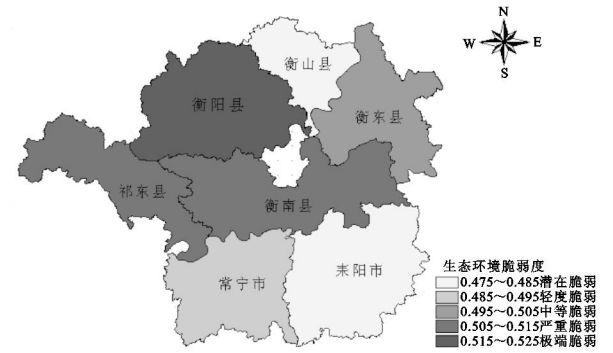 N
W E
S
衡山县
衡阳县
衡东县
祁东县
衡南县
常宁市
耒阳市
生态环境脆弱度
0.475～0.485潜在脆弱
0.485～0.495轻度脆弱
0.495～0.505中等脆弱
0.505～0.515严重脆弱
0.515～0.525极端脆弱